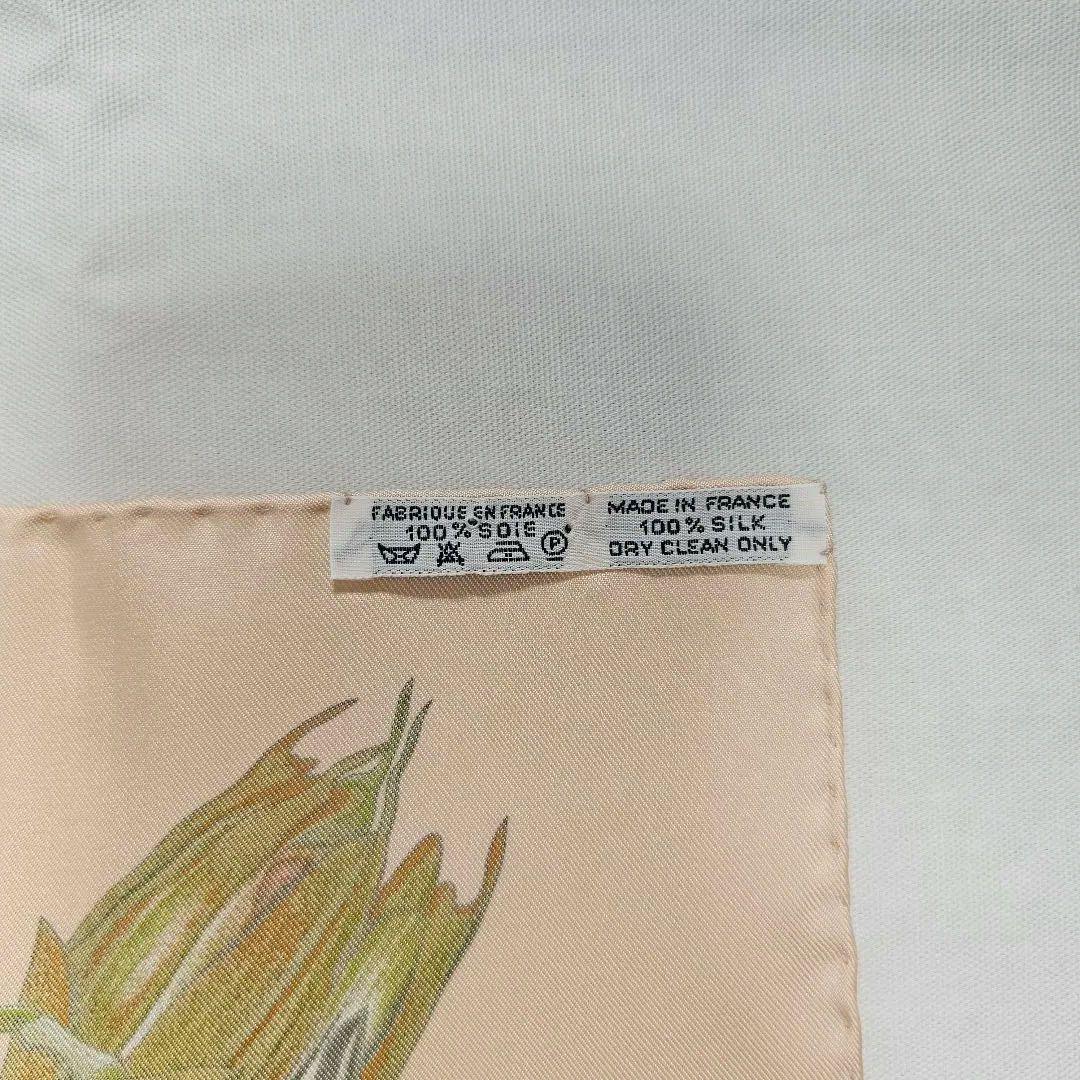 FABRIQUE EN FRANCE
100% SOIE
P
MADE IN FRANCE
100% SILK
DRY CLEAN ONLY